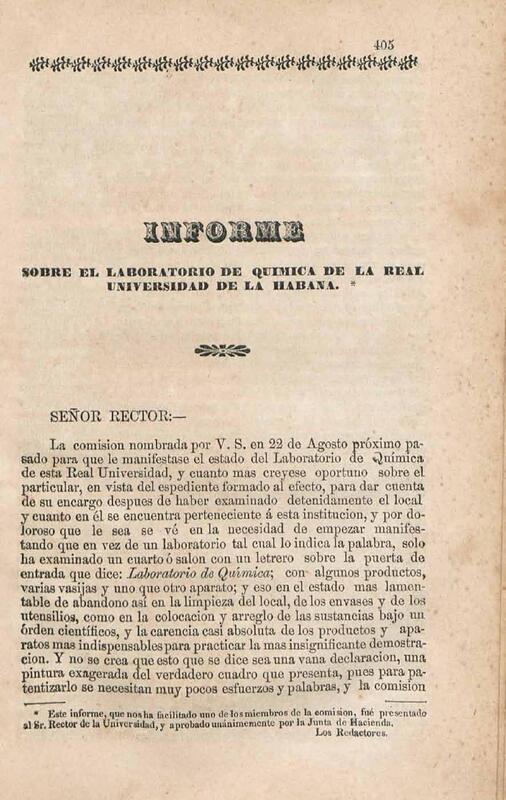 405
INFORME
SOBRE EL LABORATORIO DE QUIMICA DE LA REAL
UNIVERSIDAD DE LA HABANA. *
SEÑOR RECTOR:—
La comision nombrada por V. S. en 22 de Agosto próximo pa-
sado para que le manifestase el estado del Laboratorio de Química
de esta Real Universidad, y cuanto mas creyese oportuno sobre el
particular, en vista del espediente formado al efecto, para dar cuenta
de su encargo despues de haber examinado detenidamente el local
y cuanto en él se encuentra perteneciente á esta institucion, y por do-
loroso que le sea se vé en la necesidad de empezar manifes-
tando que en vez de un laboratorio tal cual lo indica la palabra, solo
ha examinado un cuarto ó salon con un letrero sobre la puerta de
entrada que dice: Laboratorio de Química; con algunos productos,
varias vasijas y uno que otro aparato; y eso en el estado mas lamen-
table de abandono asi en la limpieza del local, de los envases y de los
utensilios, como en la colocacion y arreglo de las sustancias bajo un
órden científicos, y la carencia casi absoluta de los productos y apa-
ratos mas indispensables para practicar la mas insignificante demostra-
cion. Y no se crea que esto que se dice sea una vana declaracion, una
pintura exagerada del verdadero cuadro que presenta, pues para pa-
tentizarlo se necesitan muy pocos esfuerzos y palabras, y la comision
* Este informe, que nos ha facilitado uno de los miembros de la comision, fué presentado
al Sr. Rector de la Universidad, y aprobado unánimemente por la Junta de Hacienda.
Los Redactores.